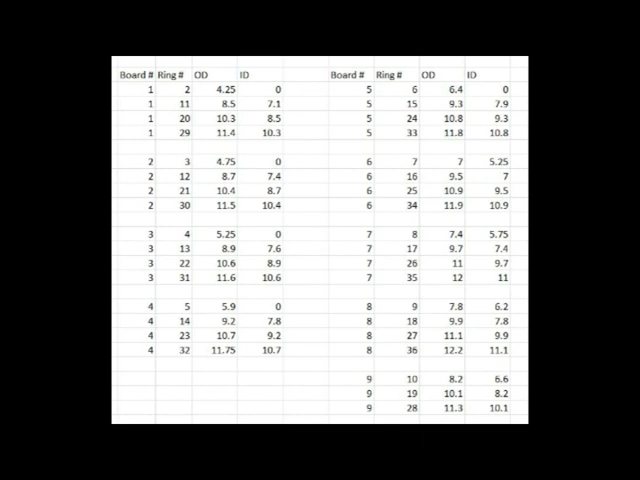 Board # Ring # OD ID Board # Ring # OD ID
1 2 4.25 0 5 6 6.4 0
1 11 8.5 7.1 5 15 9.3 7.9
1 20 10.3 8.5 5 24 10.8 9.3
1 29 11.4 10.3 5 33 11.8 10.8
2 3 4.75 0 6 7 7 5.25
2 12 8.7 7.4 6 16 9.5 7
2 21 10.4 8.7 6 25 10.9 9.5
2 30 11.5 10.4 6 34 11.9 10.9
3 4 5.25 0 7 8 7.4 5.75
3 13 8.9 7.6 7 17 9.7 7.4
3 22 10.6 8.9 7 26 11 9.7
3 31 11.6 10.6 7 35 12 11
4 5 5.9 0 8 9 7.8 6.2
4 14 9.2 7.8 8 18 9.9 7.8
4 23 10.7 9.2 8 27 11.1 9.9
4 32 11.75 10.7 8 36 12.2 11.1
9 10 8.2 6.6
9 19 10.1 8.2
9 28 11.3 10.1